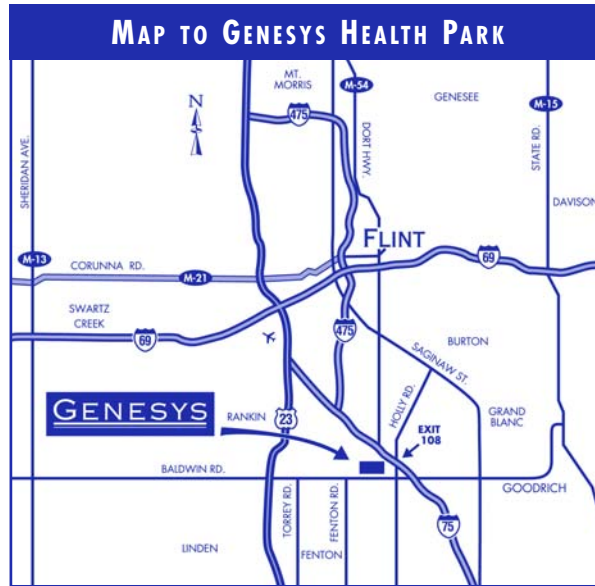 MAP TO GENESYS HEALTH PARK
MT.
MORRIS
M-54
GENESEE
M-15
N
475
SHERIDAN AVE.
DORT HWY.
STATE RD.
DAVISON
FLINT
M-13
CORUNNA RD.
M-21
69
SWARTZ
CREEK
69
475
BURTON
SAGINAW ST.
HOLLY RD.
GENESYS
RANKIN
23
GRAND
BLANC
EXIT
108
BALDWIN RD.
GOODRICH
TORREY RD.
FENTON RD.
75
LINDEN
FENTON